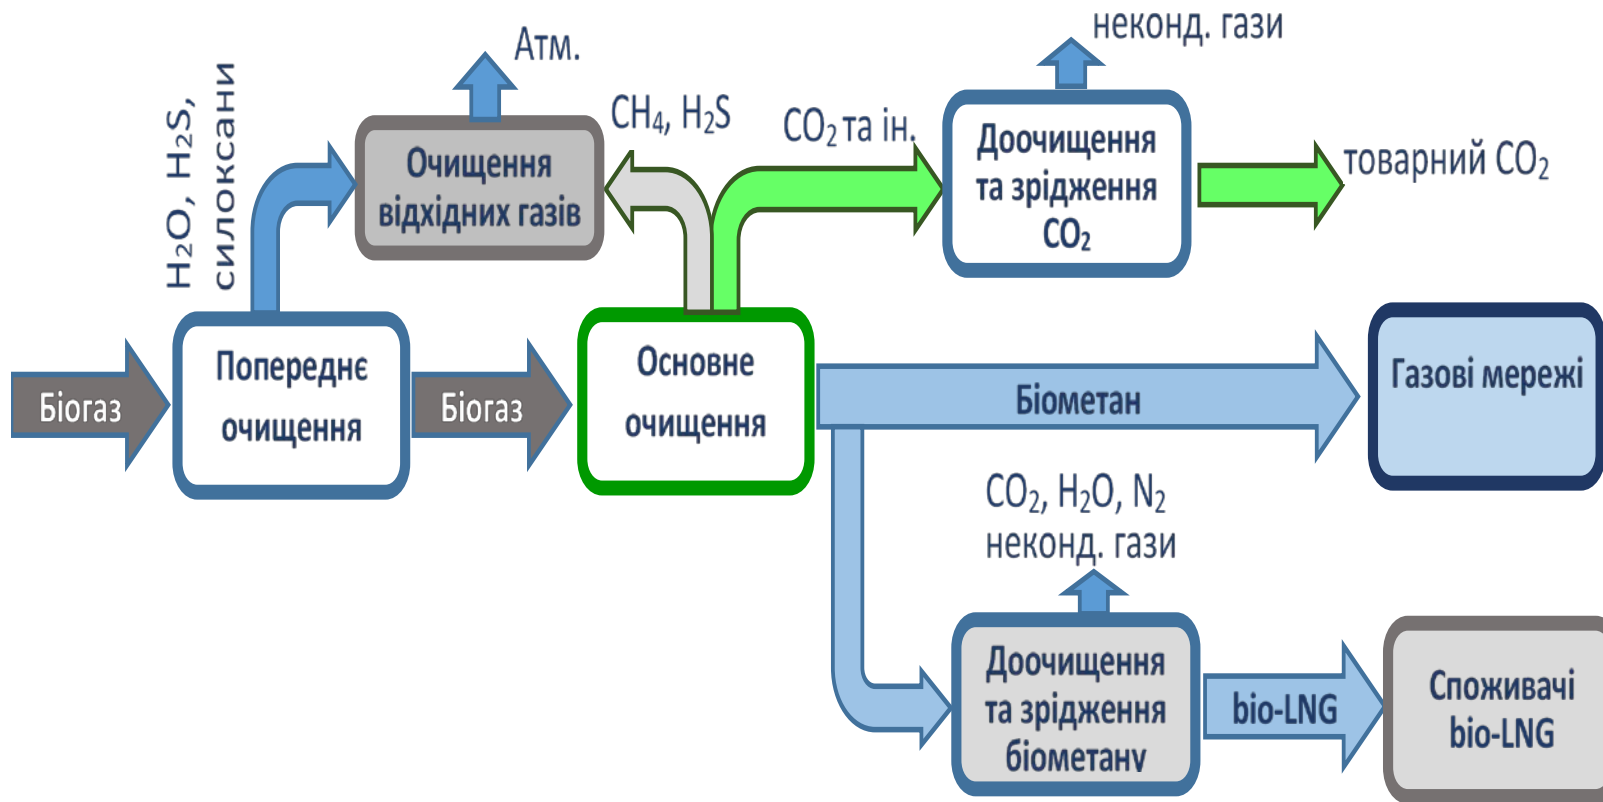 неконд. гази
Атм.
H₂O, H₂S,
силоксани
CH₄, H₂S
CO₂ та ін.
Очищення
відхідних газів
Доочищення
та зрідження
CO₂
товарний CO₂
Біогаз
Попереднє
очищення
Біогаз
Основне
очищення
Біометан
Газові мережі
CO₂, H₂O, N₂
неконд. гази
Доочищення
та зрідження
біометану
bio-LNG
Споживачі
bio-LNG